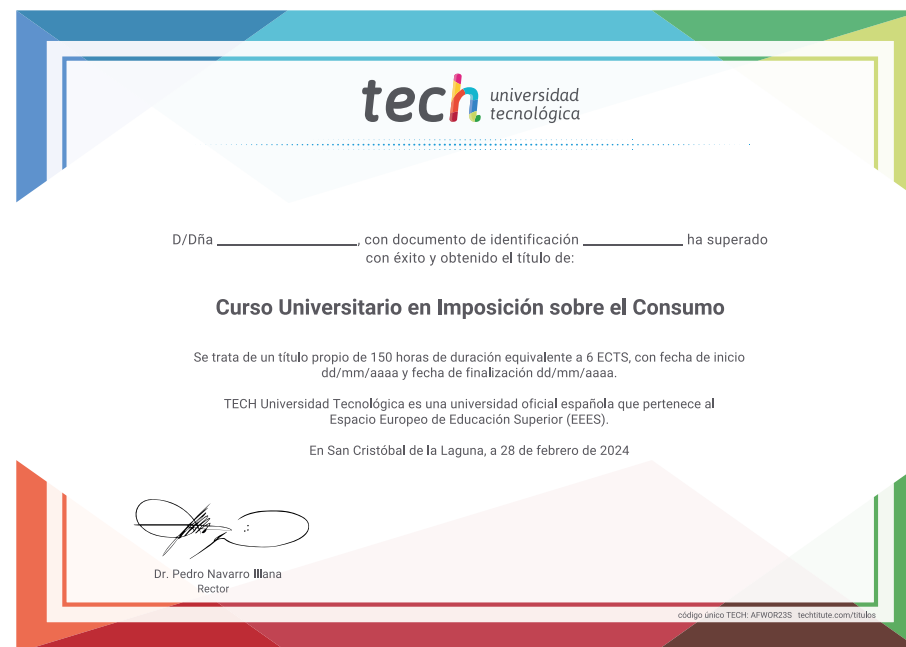 tech universidad
tecnológica
D/Dña ____________________, con documento de identificación ______________ ha superado
con éxito y obtenido el título de:
Curso Universitario en Imposición sobre el Consumo
Se trata de un título propio de 150 horas de duración equivalente a 6 ECTS, con fecha de inicio
dd/mm/aaaa y fecha de finalización dd/mm/aaaa.
TECH Universidad Tecnológica es una universidad oficial española que pertenece al
Espacio Europeo de Educación Superior (EEES).
En San Cristóbal de la Laguna, a 28 de febrero de 2024
Dr. Pedro Navarro Illana
Rector
código único TECH: AFWOR23S techtitute.com/titulos